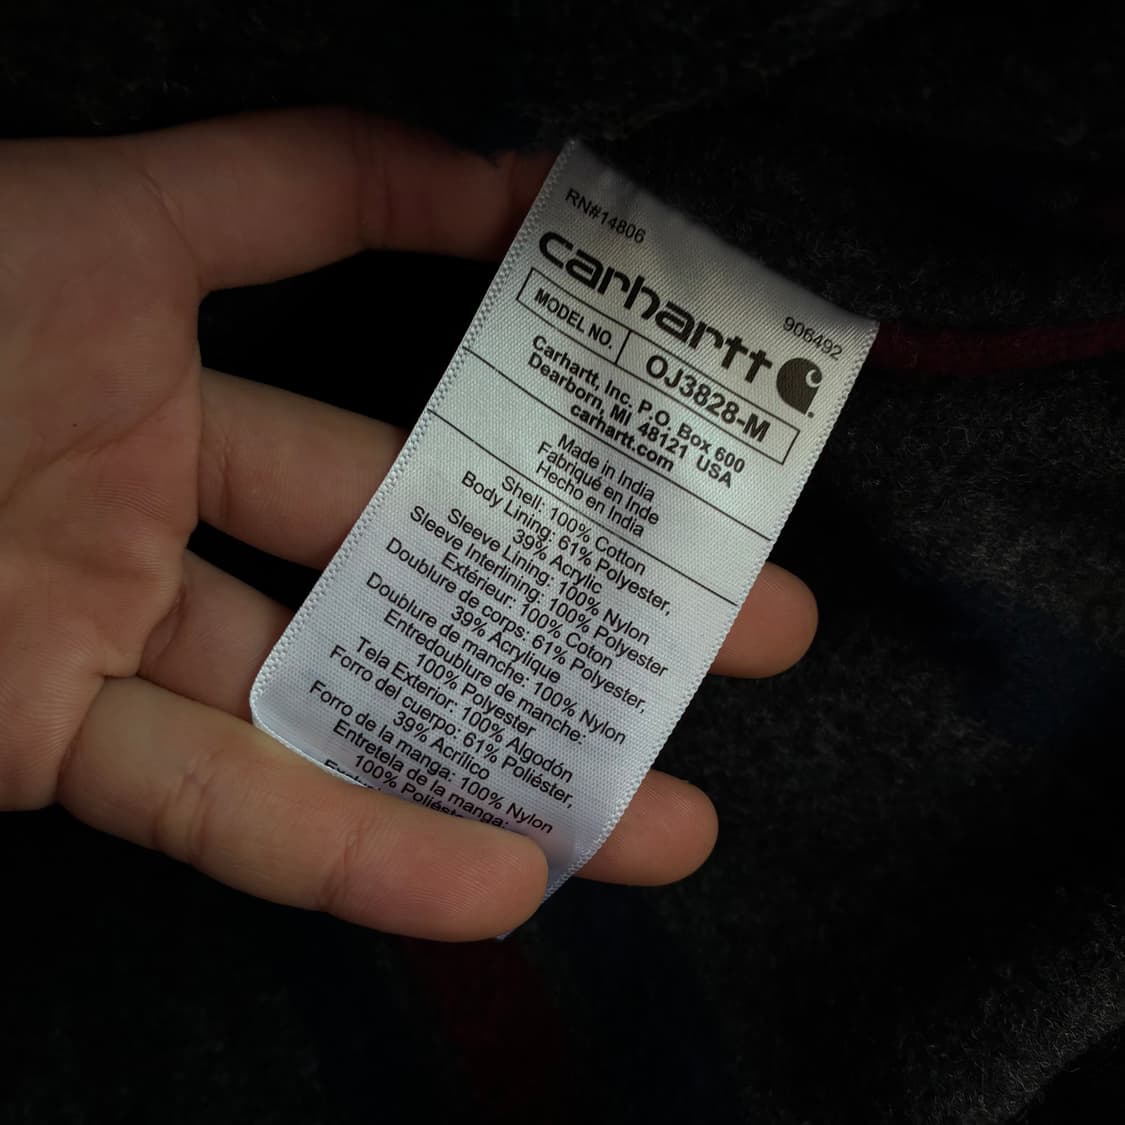 RN#14806
906492
carhartt
MODEL NO. OJ3828-M
Carhartt, Inc. P.O. Box 600
Dearborn, MI 48121 USA
carhartt.com
Made in India
Fabriqué en Inde
Hecho en India
Shell: 100% Cotton
Body Lining: 61% Polyester,
39% Acrylic
Sleeve Lining: 100% Nylon
Sleeve Interlining: 100% Polyester
Extérieur: 100% Coton
Doublure de corps: 61% Polyester,
39% Acrylique
Doublure de manche: 100% Nylon
Entredoublure de manche:
100% Polyester
Tela Exterior: 100% Algodón
Forro del cuerpo: 61% Poliéster,
39% Acrílico
Forro de la manga: 100% Nylon
Entretela de la manga:
100%